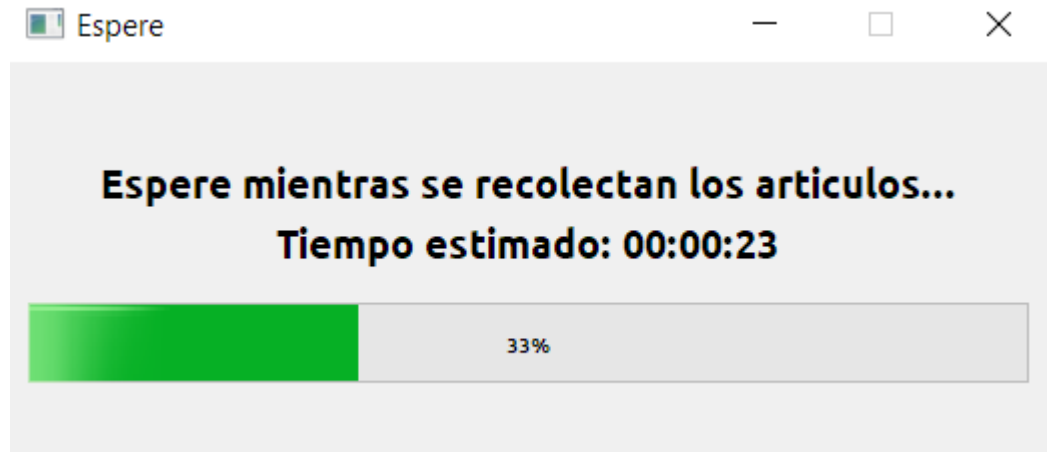 Espere
Espere mientras se recolectan los articulos...
Tiempo estimado: 00:00:23
33%